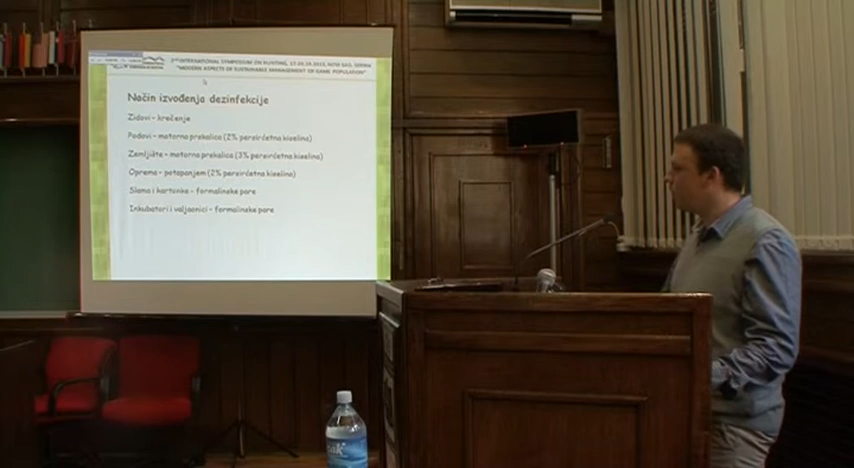 2ND INTERNATIONAL SYMPOSIUM ON HUNTING, 17-20.10.2013, NOVI SAD, SERBIA
"MODERN ASPECTS OF SUSTAINABLE MANAGEMENT OF GAME POPULATION"
Način izvođenja dezinfekcije
Zidovi – krečenje
Podovi – motorna prskalica (2% persirćetna kiselina)
Zemljište – motorna prskalica (3% persirćetna kiselina)
Oprema – potapanjem (2% persirćetna kiselina)
Slama i kartonke – formalinske pare
Inkubatori i valjaonici – formalinske pare